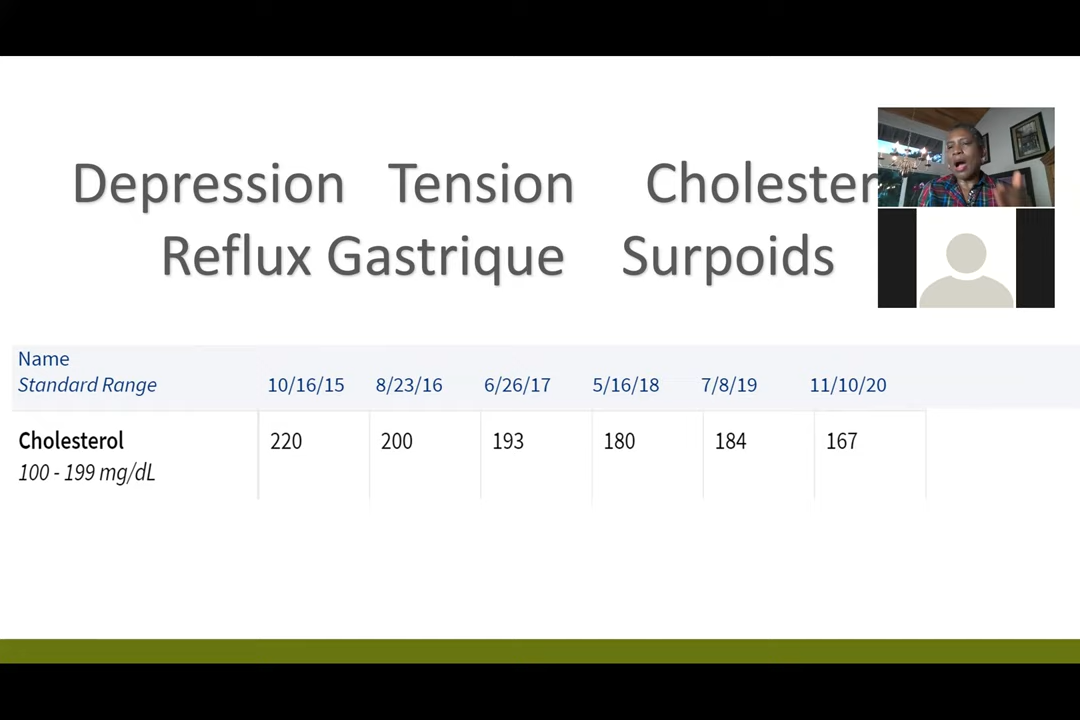 Depression Tension Cholester
Reflux Gastrique Surpoids
Name
Standard Range 10/16/15 8/23/16 6/26/17 5/16/18 7/8/19 11/10/20
Cholesterol 220 200 193 180 184 167
100 - 199 mg/dL